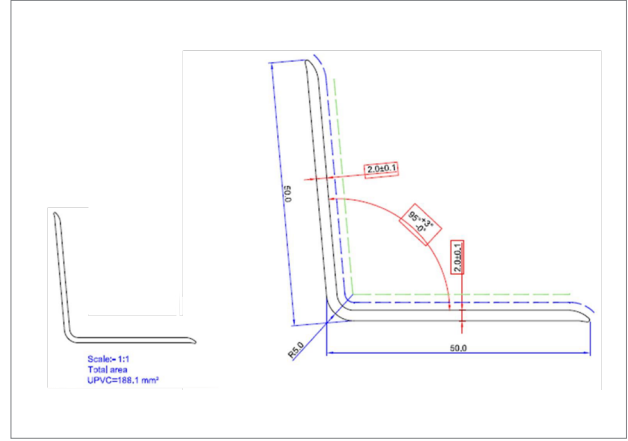 2.0±0.1
50.0
95°+3°
-0°
2.0±0.1
R5.0
50.0
Scale:- 1:1
Total area
UPVC=188.1 mm²